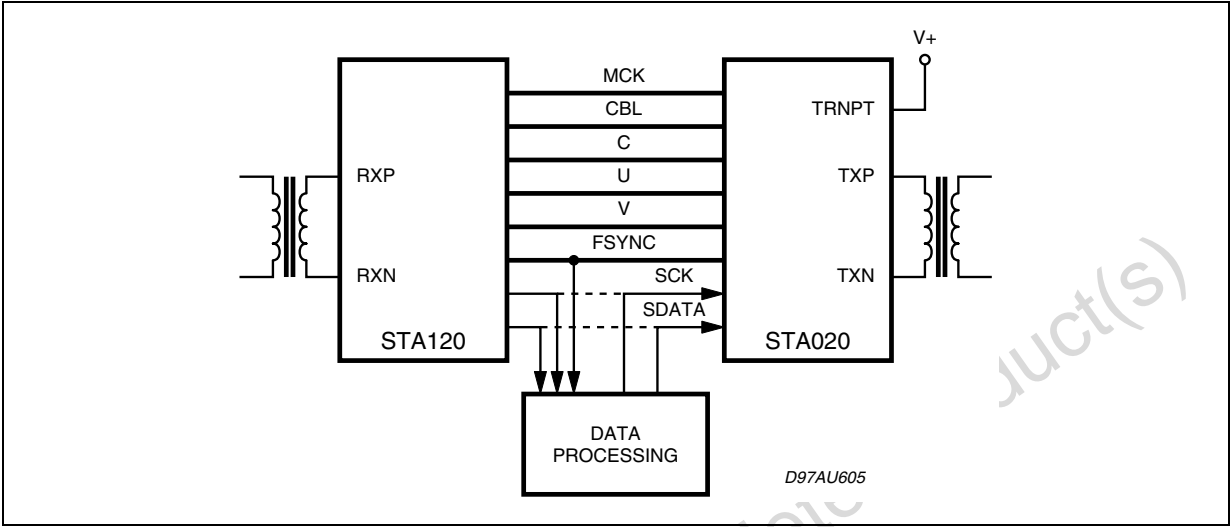 V+
MCK
CBL
TRNPT
C
RXP
U
TXP
V
FSYNC
RXN
SCK
TXN
SDATA
STA120
STA020
DATA
PROCESSING
D97AU605